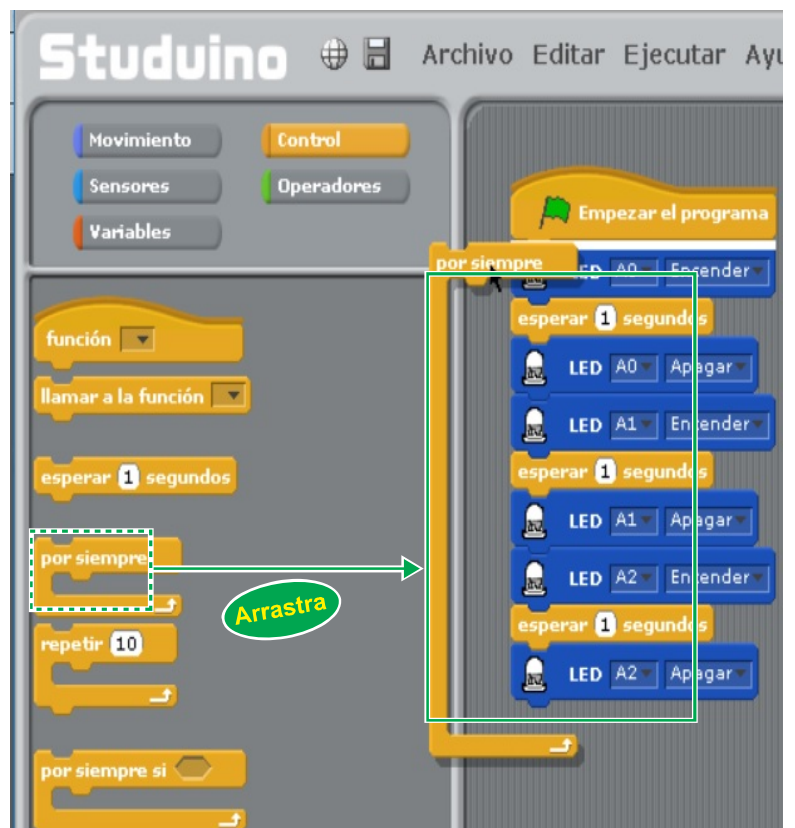 Studuino
Archivo Editar Ejecutar Ayu
Movimiento
Control
Sensores
Operadores
Variables
función
llamar a la función
esperar 1 segundos
por siempre
repetir 10
por siempre si
Arrastra
Empezar el programa
por siempre
LED A0 Encender
esperar 1 segundos
LED A0 Apagar
LED A1 Encender
esperar 1 segundos
LED A1 Apagar
LED A2 Encender
esperar 1 segundos
LED A2 Apagar